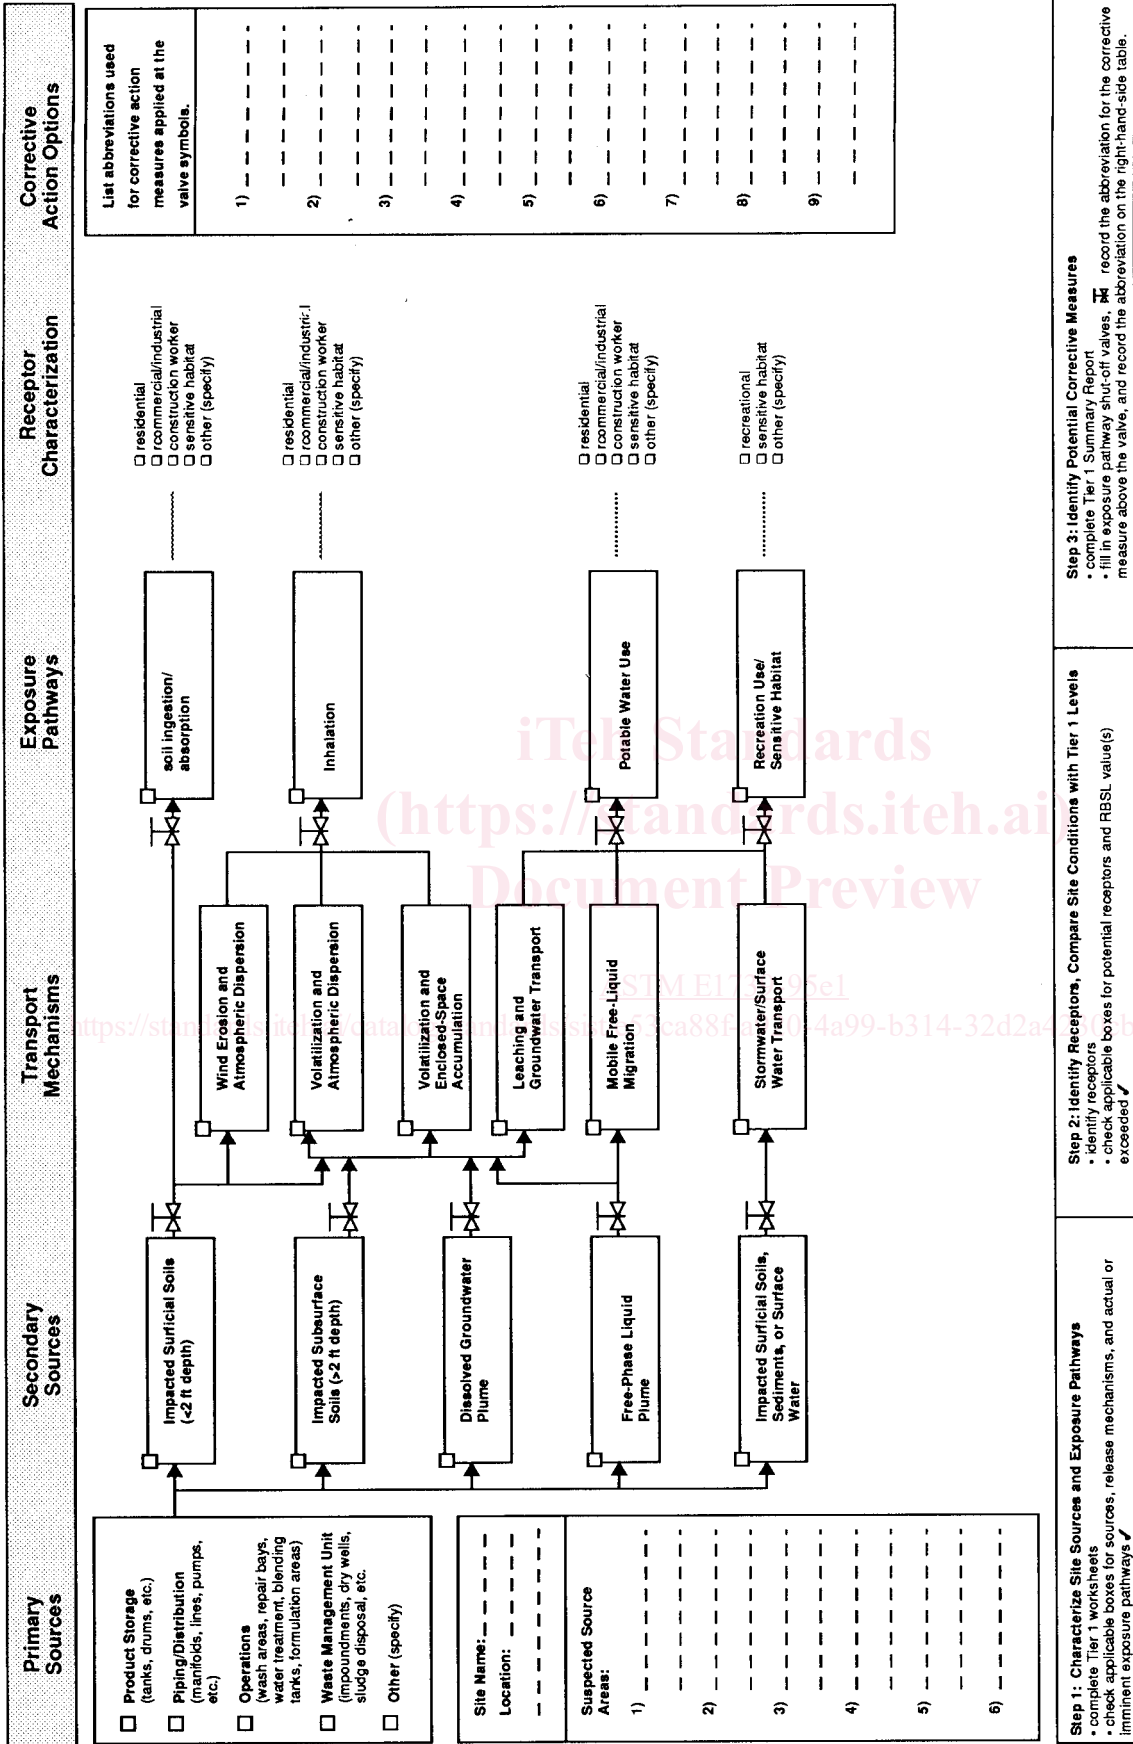 Primary
Sources
Secondary
Sources
Transport
Mechanisms
Exposure
Pathways
Receptor
Characterization
Corrective
Action Options
Product Storage
(tanks, drums, etc.)
Piping/Distribution
(manifolds, lines, pumps,
etc.)
Operations
(wash areas, repair bays,
water treatment, blending
tanks, formulation areas)
Waste Management Unit
(impoundments, dry wells,
sludge disposal, etc.
Other (specify)
Site Name:
Location:
Suspected Source
Areas:
1)
2)
3)
4)
5)
6)
Impacted Surficial Soils
(<2 ft depth)
Impacted Subsurface
Soils (>2 ft depth)
Dissolved Groundwater
Plume
Free-Phase Liquid
Plume
Impacted Surficial Soils,
Sediments, or Surface
Water
Wind Erosion and
Atmospheric Dispersion
Volatilization and
Atmospheric Dispersion
Volatilization and
Enclosed-Space
Accumulation
Leaching and
Groundwater Transport
Mobile Free-Liquid
Migration
Stormwater/Surface
Water Transport
soil ingestion/
absorption
Inhalation
Potable Water Use
Recreation Use/
Sensitive Habitat
residential
rcommercial/industrial
construction worker
sensitive habitat
other (specify)
residential
rcommercial/industrial
construction worker
sensitive habitat
other (specify)
residential
rcommercial/industrial
construction worker
sensitive habitat
other (specify)
recreational
sensitive habitat
other (specify)
List abbreviations used
for corrective action
measures applied at the
valve symbols.
1)
2)
3)
4)
5)
6)
7)
8)
9)
Step 1: Characterize Site Sources and Exposure Pathways
• complete Tier 1 worksheets
• check applicable boxes for sources, release mechanisms, and actual or
imminent exposure pathways ✓
Step 2: Identify Receptors, Compare Site Conditions with Tier 1 Levels
• identify receptors
• check applicable boxes for potential receptors and RBSL value(s)
exceeded ✓
Step 3: Identify Potential Corrective Measures
• complete Tier 1 Summary Report
• fill in exposure pathway shut-off valves, record the abbreviation for the corrective
measure above the valve, and record the abbreviation on the right-hand-side table.
iTeh Standards
(https://standards.iteh.ai)
Document Preview